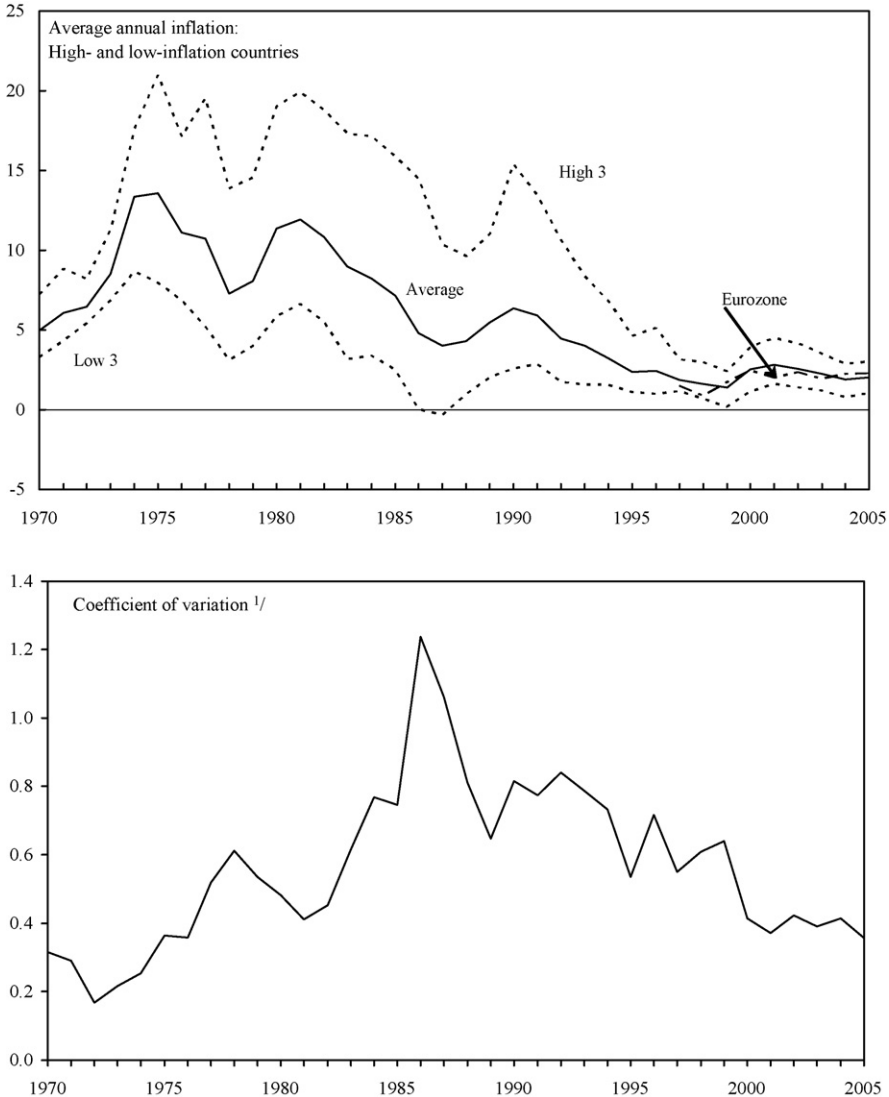 Average annual inflation:
High- and low-inflation countries
25
20
15
10
5
0
-5
High 3
Average
Eurozone
Low 3
1970 1975 1980 1985 1990 1995 2000 2005
Coefficient of variation 1/
1.4
1.2
1.0
0.8
0.6
0.4
0.2
0.0
1970 1975 1980 1985 1990 1995 2000 2005